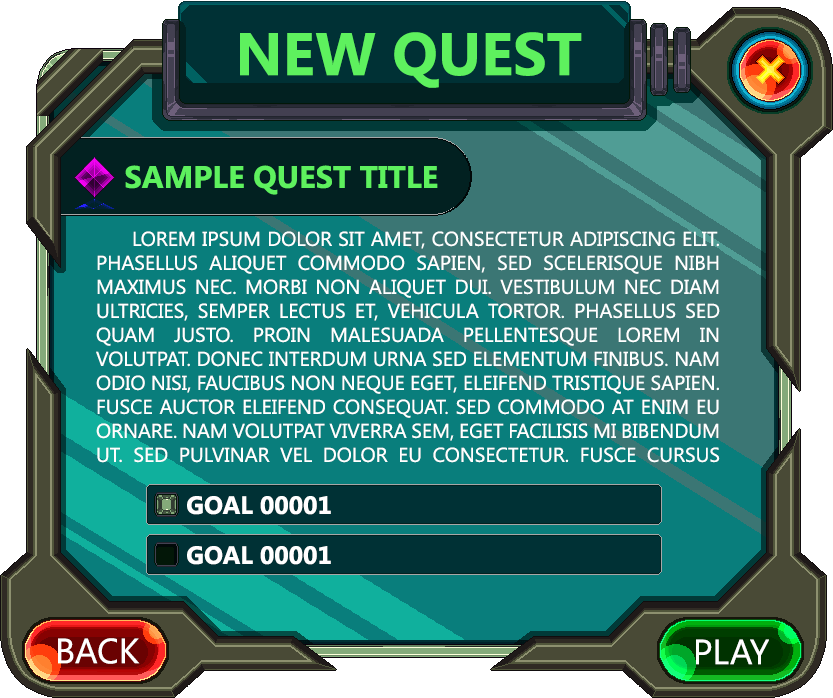 NEW QUEST
SAMPLE QUEST TITLE
LOREM IPSUM DOLOR SIT AMET, CONSECTETUR ADIPISCING ELIT.
PHASELLUS ALIQUET COMMODO SAPIEN, SED SCELERISQUE NIBH
MAXIMUS NEC. MORBI NON ALIQUET DUI. VESTIBULUM NEC DIAM
ULTRICIES, SEMPER LECTUS ET, VEHICULA TORTOR. PHASELLUS SED
QUAM JUSTO. PROIN MALESUADA PELLENTESQUE LOREM IN
VOLUTPAT. DONEC INTERDUM URNA SED ELEMENTUM FINIBUS. NAM
ODIO NISI, FAUCIBUS NON NEQUE EGET, ELEIFEND TRISTIQUE SAPIEN.
FUSCE AUCTOR ELEIFEND CONSEQUAT. SED COMMODO AT ENIM EU
ORNARE. NAM VOLUTPAT VIVERRA SEM, EGET FACILISIS MI BIBENDUM
UT. SED PULVINAR VEL DOLOR EU CONSECTETUR. FUSCE CURSUS
GOAL 00001
GOAL 00001
BACK
PLAY